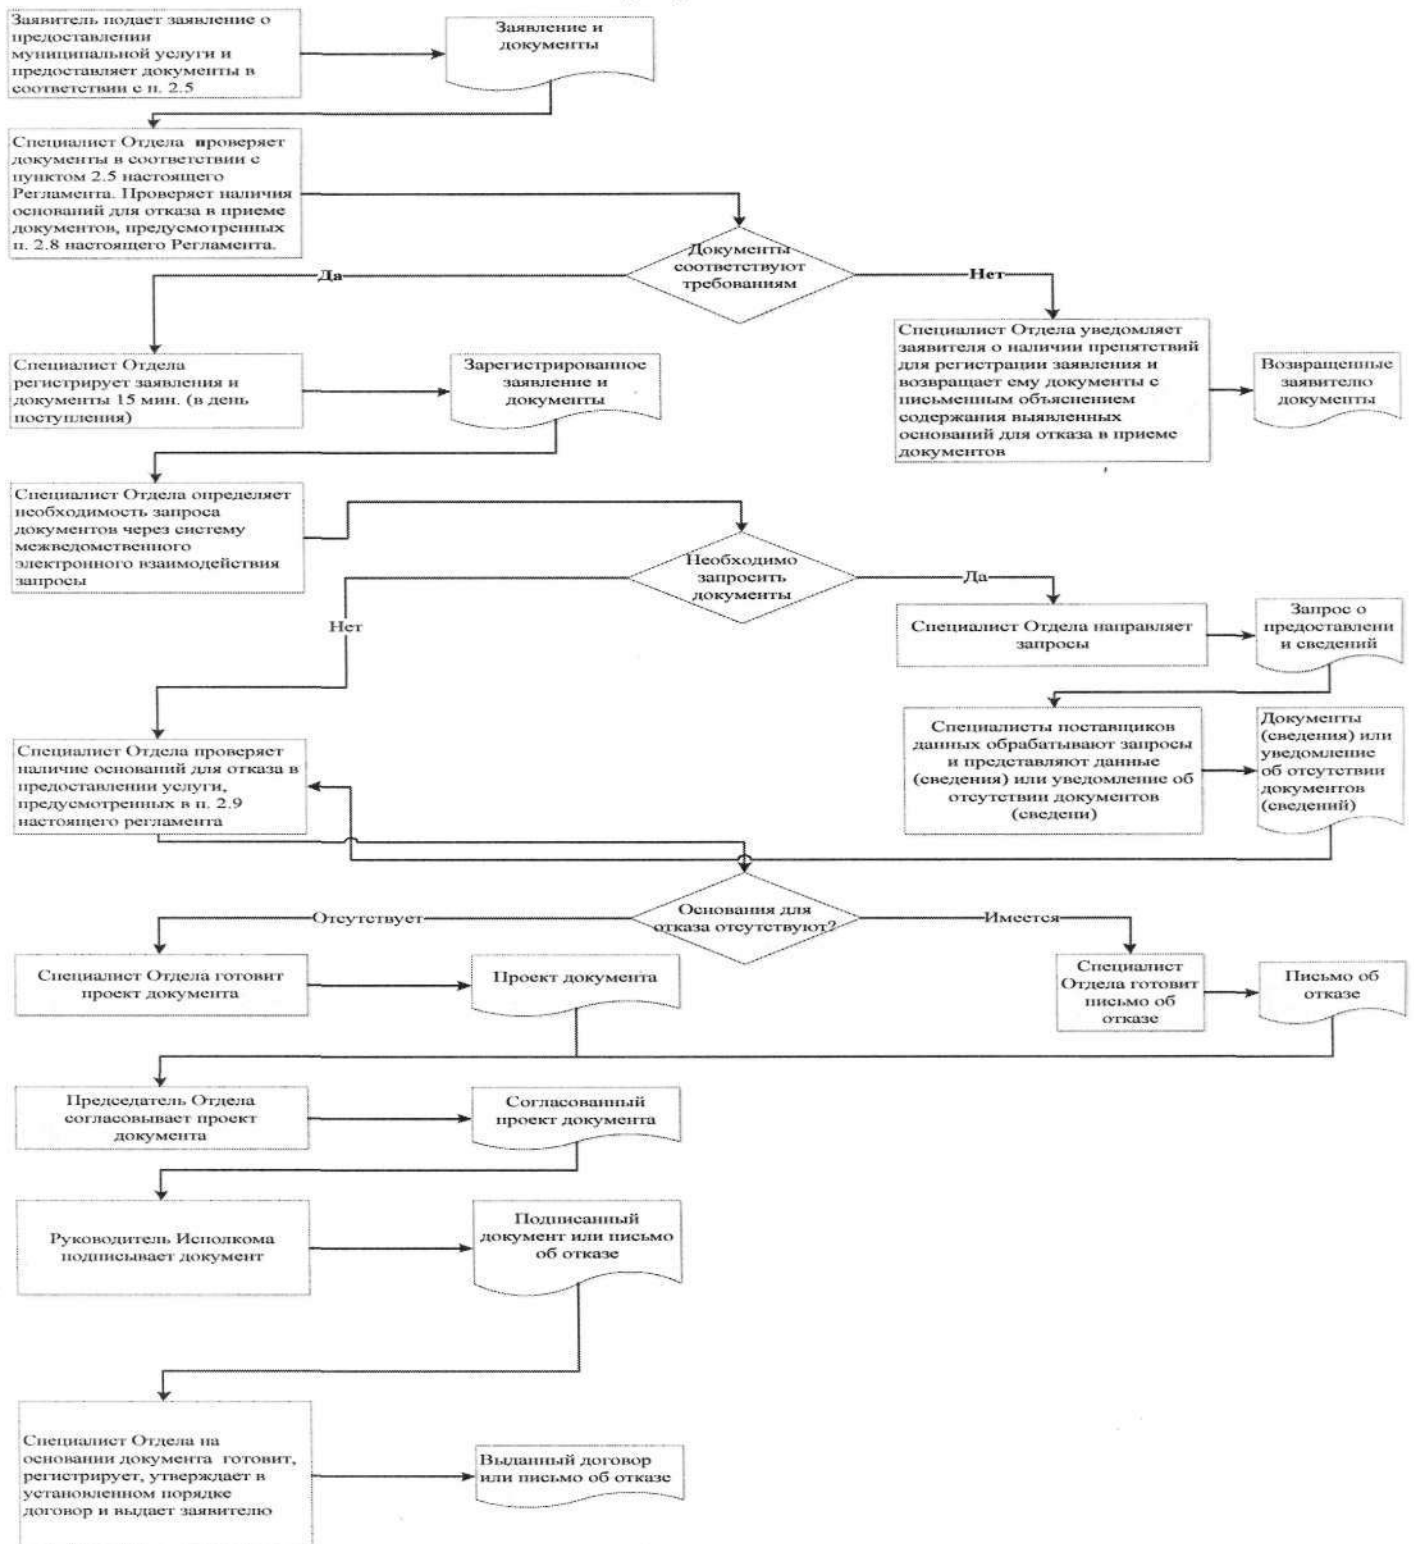 Заявитель подает заявление о
предоставлении
муниципальной услуги и
предоставляет документы в
соответствии с п. 2.5
Заявление и
документы
Специалист Отдела проверяет
документы в соответствии с
пунктом 2.5 настоящего
Регламента. Проверяет наличия
оснований для отказа в приеме
документов, предусмотренных
п. 2.8 настоящего Регламента.
Документы
соответствуют
требованиям
Да
Нет
Специалист Отдела
регистрирует заявления и
документы 15 мин. (в день
поступления)
Зарегистрированное
заявление и
документы
Специалист Отдела уведомляет
заявителя о наличии препятствий
для регистрации заявления и
возвращает ему документы с
письменным объяснением
содержания выявленных
оснований для отказа в приеме
документов
Возвращенные
заявителю
документы
Специалист Отдела определяет
необходимость запроса
документов через систему
межведомственного
электронного взаимодействия
запросы
Необходимо
запросить
документы
Да
Нет
Специалист Отдела направляет
запросы
Запрос о
предоставлени
и сведений
Специалисты поставщиков
данных обрабатывают запросы
и представляют данные
(сведения) или уведомление об
отсутствии документов
(сведени)
Документы
(сведения) или
уведомление
об отсутствии
документов
(сведений)
Специалист Отдела проверяет
наличие оснований для отказа в
предоставлении услуги,
предусмотренных в п. 2.9
настоящего регламента
Основания для
отказа отсутствуют?
Отсутствует
Имеется
Специалист Отдела готовит
проект документа
Проект документа
Специалист
Отдела готовит
письмо об
отказе
Письмо об
отказе
Председатель Отдела
согласовывает проект
документа
Согласованный
проект документа
Руководитель Исполкома
подписывает документ
Подписанный
документ или письмо
об отказе
Специалист Отдела на
основании документа готовит,
регистрирует, утверждает в
установленном порядке
договор и выдает заявителю
Выданный договор
или письмо об отказе